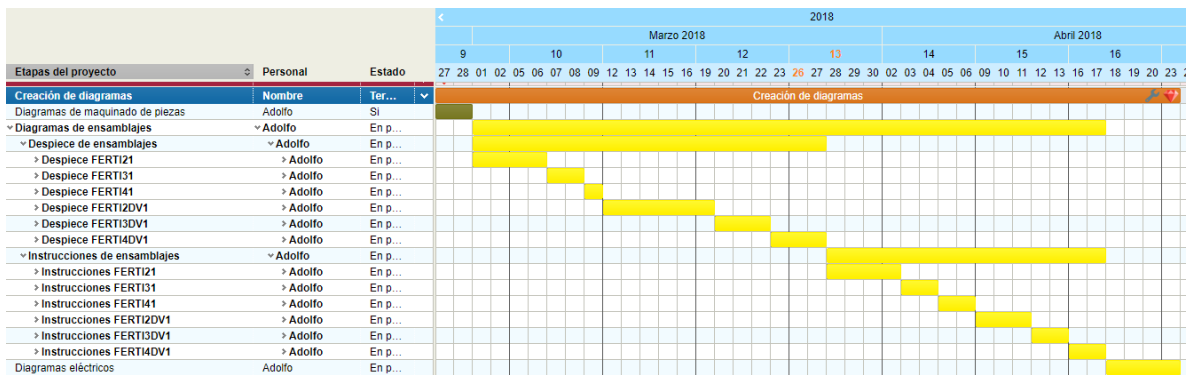 2018
Marzo 2018 Abril 2018
9 10 11 12 13 14 15 16
Etapas del proyecto Personal Estado 27 28 01 02 05 06 07 08 09 12 13 14 15 16 19 20 21 22 23 26 27 28 29 30 02 03 04 05 06 09 10 11 12 13 16 17 18 19 20 23
Creación de diagramas Nombre Ter... Creación de diagramas
Diagramas de maquinado de piezas Adolfo Si
Diagramas de ensamblajes Adolfo En p...
Despiece de ensamblajes Adolfo En p...
Despiece FERTI21 Adolfo En p...
Despiece FERTI31 Adolfo En p...
Despiece FERTI41 Adolfo En p...
Despiece FERTI2DV1 Adolfo En p...
Despiece FERTI3DV1 Adolfo En p...
Despiece FERTI4DV1 Adolfo En p...
Instrucciones de ensamblajes Adolfo En p...
Instrucciones FERTI21 Adolfo En p...
Instrucciones FERTI31 Adolfo En p...
Instrucciones FERTI41 Adolfo En p...
Instrucciones FERTI2DV1 Adolfo En p...
Instrucciones FERTI3DV1 Adolfo En p...
Instrucciones FERTI4DV1 Adolfo En p...
Diagramas eléctricos Adolfo En p...